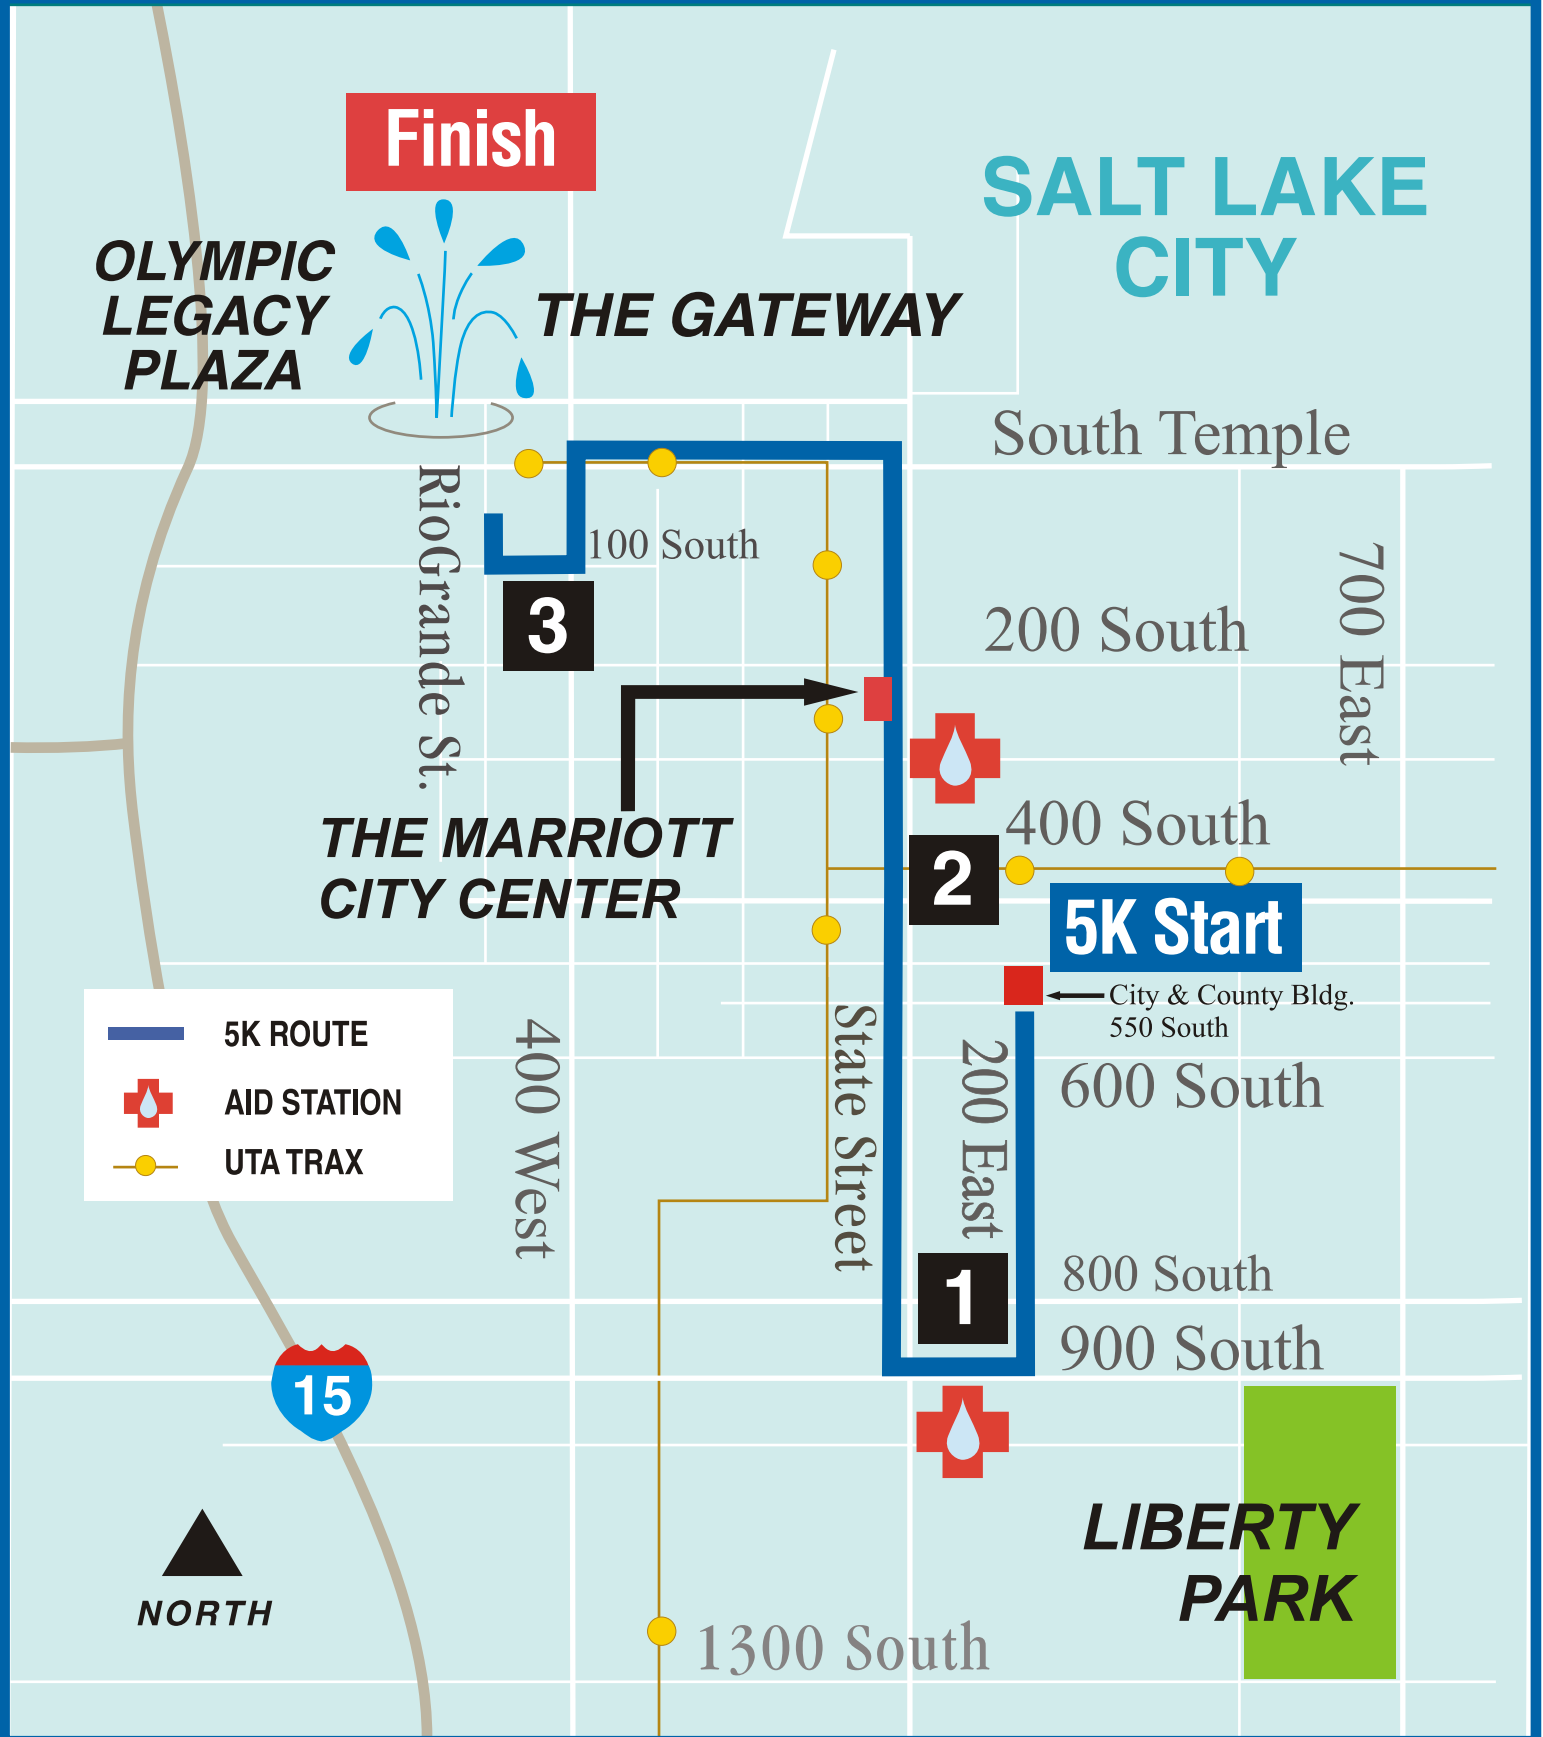 Finish
SALT LAKE
CITY
OLYMPIC
LEGACY
PLAZA
THE GATEWAY
South Temple
RioGrande St.
100 South
700 East
3
200 South
THE MARRIOTT
CITY CENTER
400 South
2
5K Start
City & County Bldg.
550 South
5K ROUTE
AID STATION
UTA TRAX
400 West
State Street
200 East
600 South
1
800 South
900 South
15
LIBERTY
PARK
NORTH
1300 South